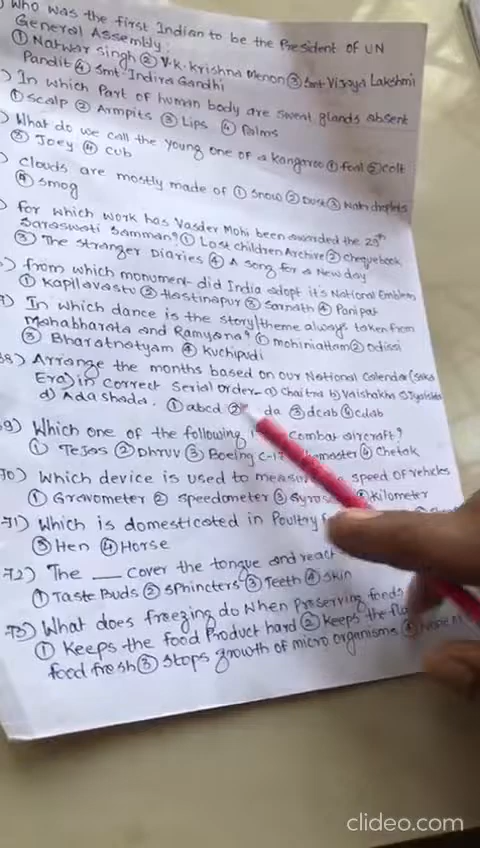 Who was the first Indian to be the President of UN
General Assembly:
① Natwar singh ② V.K. Krishna Menon ③ Smt Vijaya Lakshmi
Pandit ④ Smt Indira Gandhi
) In which Part of human body are sweat glands absent
① scalp ② Armpits ③ Lips ④ Palms
) What do we call the young one of a kangaroo ① foal ② colt
③ Joey ④ cub
) clouds are mostly made of ① Snow ② Dust ③ Water droplets
④ Smog
) for which work has Vasder Mohi been awarded the 29th
Saraswati Samman? ① Lost children Archive ② Chequebook
③ The Stranger Diaries ④ A song for a New day
) from which monument did India adopt it's National Emblem
① Kapilavastu ② Hastinapur ③ Sarnath ④ Panipat
) In which dance is the story/theme always taken from
Mahabharata and Ramyana? ① mohiniattam ② Odissi
③ Bharatnatyam ④ Kuchipudi
68) Arrange the months based on our National Calendar (Saka
Era) in Correct Serial Order- a) Chaitra b) Vaishakha
d) Adashada. ① abcd ② da ③ dcab ④ cdab
69) Which one of the following Combat aircraft?
① Tejas ② Dhruv ③ Boeing C-17 ④ Chetak
70) Which device is used to measure speed of vehicles
① Gravometer ② Speedometer ③ ④ Kilometer
71) Which is domesticated in Poultry
③ Hen ④ Horse
72) The __ cover the tongue and react
① Taste Buds ② Sphincters ③ Teeth ④ Skin
73) What does freezing do when Preserving foods
① Keeps the food Product hard ② Keeps the
food fresh ③ Stops growth of micro organisms ④
clideo.com